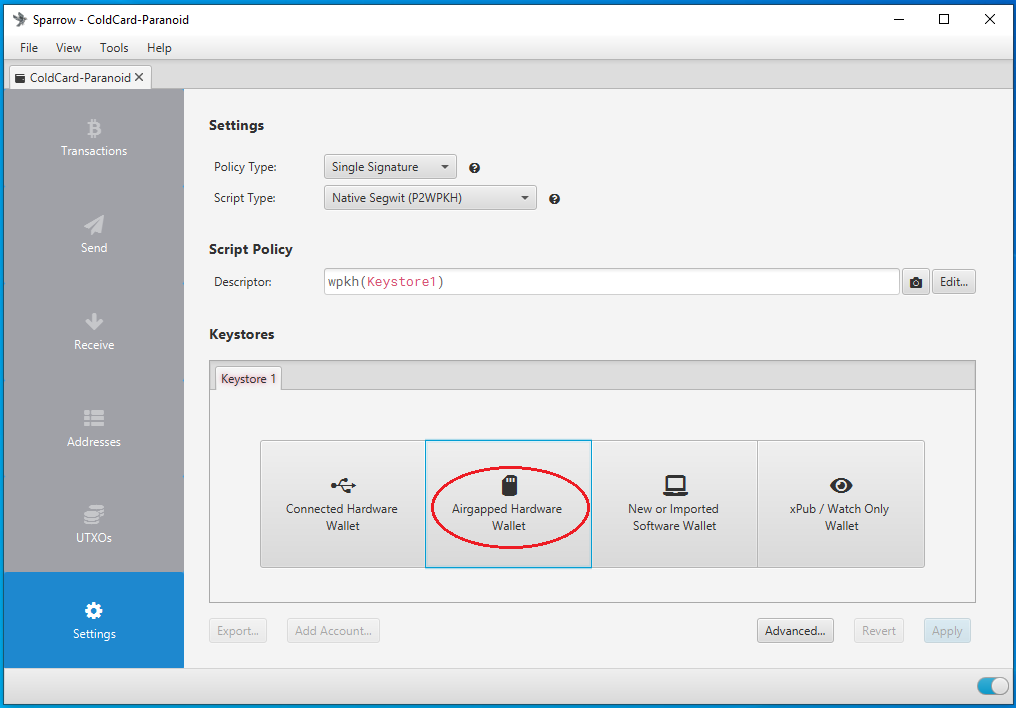 Sparrow - ColdCard-Paranoid
File View Tools Help
ColdCard-Paranoid
Transactions
Send
Receive
Addresses
UTXOs
Settings
Settings
Policy Type: Single Signature
Script Type: Native Segwit (P2WPKH)
Script Policy
Descriptor: wpkh(Keystore1) Edit...
Keystores
Keystore 1
Connected Hardware
Wallet
Airgapped Hardware
Wallet
New or Imported
Software Wallet
xPub / Watch Only
Wallet
Export... Add Account... Advanced... Revert Apply